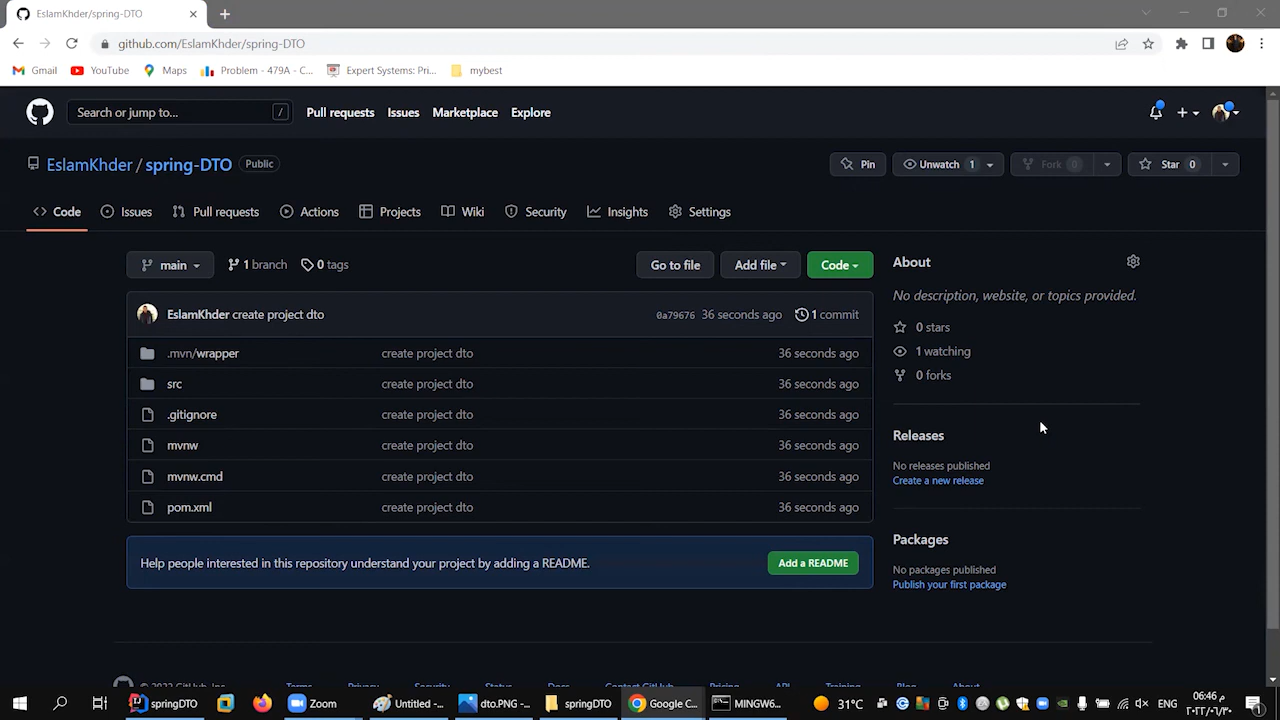 EslamKhder/spring-DTO
github.com/EslamKhder/spring-DTO
Gmail YouTube Maps Problem - 479A - C... Expert Systems: Pri... mybest
Search or jump to... / Pull requests Issues Marketplace Explore
EslamKhder / spring-DTO Public Pin Unwatch 1 Fork 0 Star 0
Code Issues Pull requests Actions Projects Wiki Security Insights Settings
main 1 branch 0 tags Go to file Add file Code
EslamKhder create project dto 0a79676 36 seconds ago 1 commit
.mvn/wrapper create project dto 36 seconds ago
src create project dto 36 seconds ago
.gitignore create project dto 36 seconds ago
mvnw create project dto 36 seconds ago
mvnw.cmd create project dto 36 seconds ago
pom.xml create project dto 36 seconds ago
Help people interested in this repository understand your project by adding a README. Add a README
About
No description, website, or topics provided.
0 stars
1 watching
0 forks
Releases
No releases published
Create a new release
Packages
No packages published
Publish your first package
springDTO Zoom Untitled -... dto.PNG -... springDTO Google C... MINGW6... 31°C ENG 06:46 م